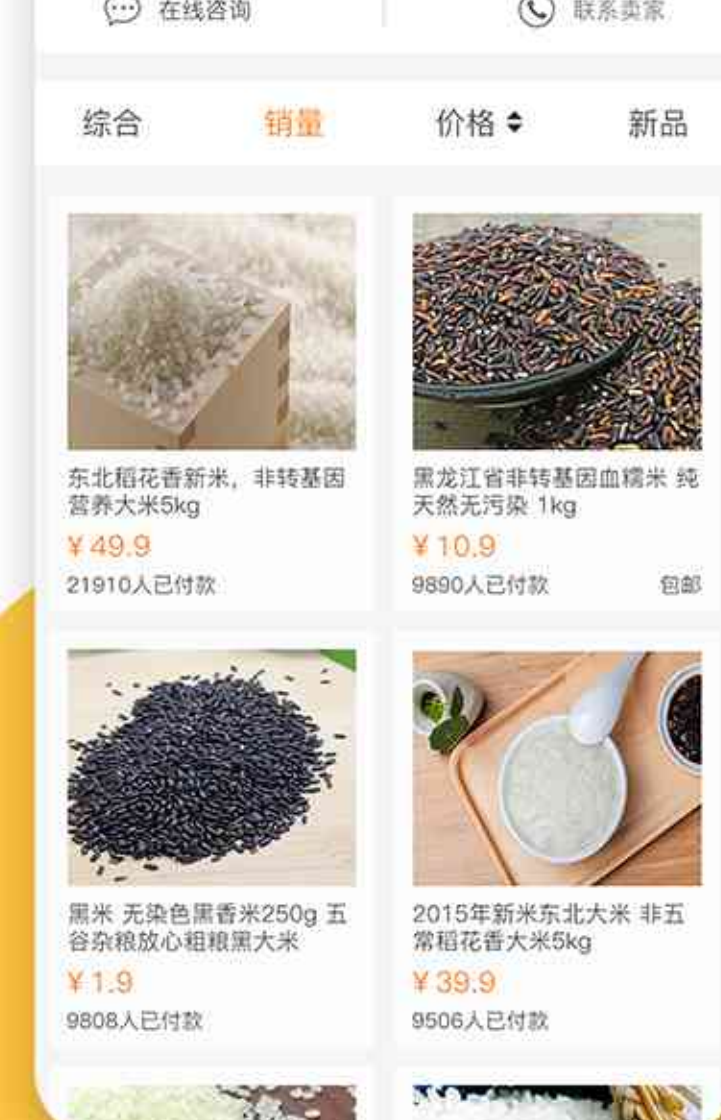 在线咨询
联系卖家
综合
销量
价格
新品
东北稻花香新米，非转基因
营养大米5kg
¥49.9
21910人已付款
黑龙江省非转基因血糯米 纯
天然无污染 1kg
¥10.9
9890人已付款
包邮
黑米 无染色黑香米250g 五
谷杂粮放心粗粮黑大米
¥1.9
9808人已付款
2015年新米东北大米 非五
常稻花香大米5kg
¥39.9
9506人已付款